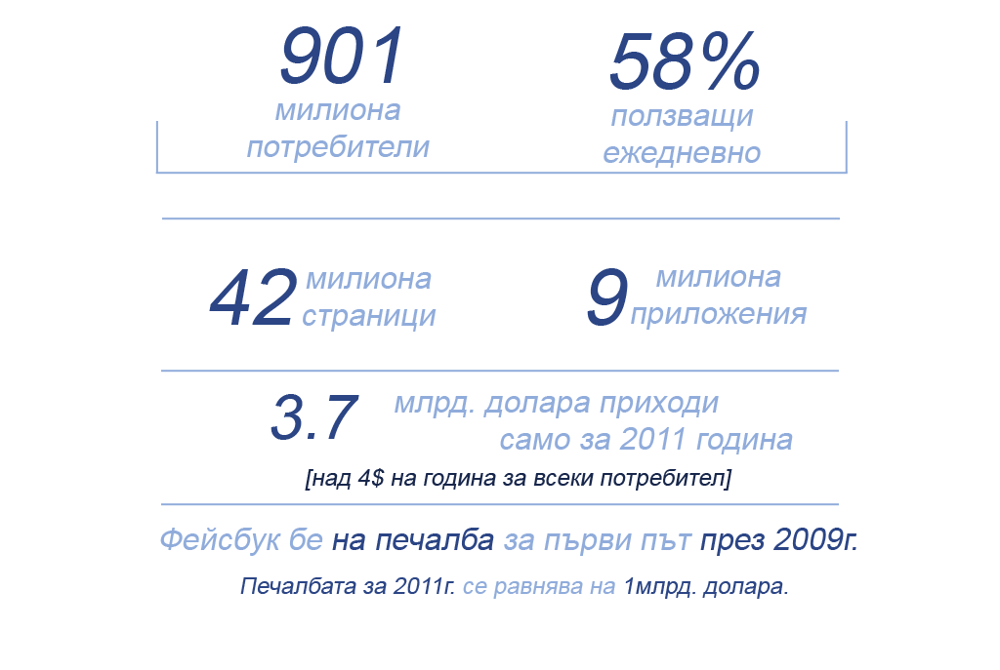 901
милиона
потребители
58%
ползващи
ежедневно
42 милиона
страници
9 милиона
приложения
3.7 млрд. долара приходи
само за 2011 година
[над 4$ на година за всеки потребител]
Фейсбук бе на печалба за първи път през 2009г.
Печалбата за 2011г. се равнява на 1млрд. долара.